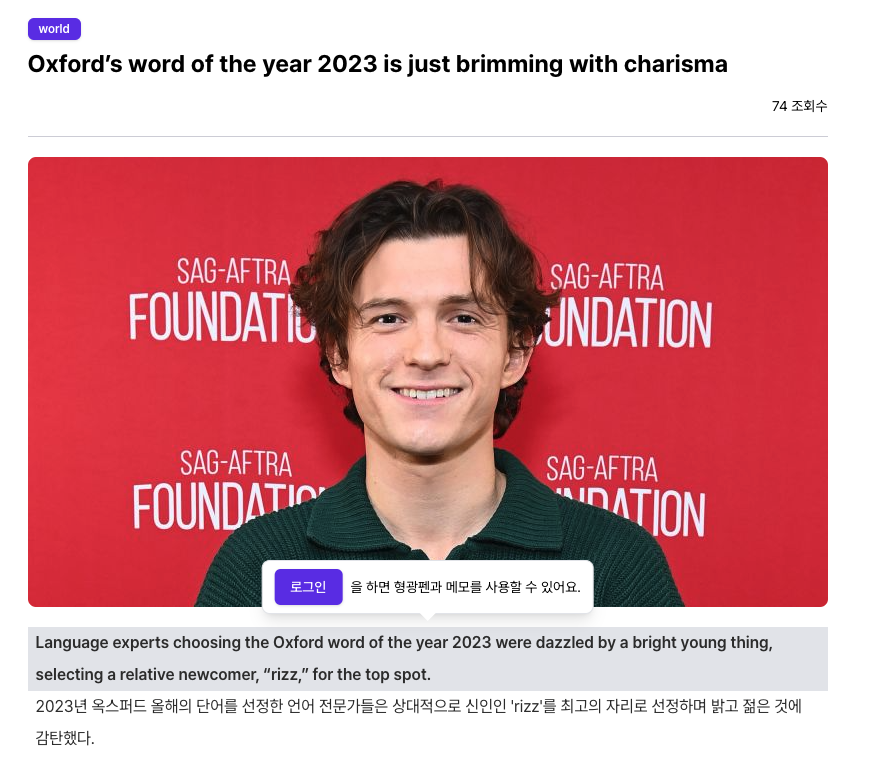 world
Oxford’s word of the year 2023 is just brimming with charisma
74 조회수
SAG-AFTRA
FOUNDATIO
SAG-AFTRA
UNDATION
SAG-AFTRA
FOUNDATION
SAG-AFTRA
NDATION
로그인 을 하면 형광펜과 메모를 사용할 수 있어요.
Language experts choosing the Oxford word of the year 2023 were dazzled by a bright young thing,
selecting a relative newcomer, “rizz,” for the top spot.
2023년 옥스퍼드 올해의 단어를 선정한 언어 전문가들은 상대적으로 신인인 'rizz'를 최고의 자리로 선정하며 밝고 젊은 것에
감탄했다.